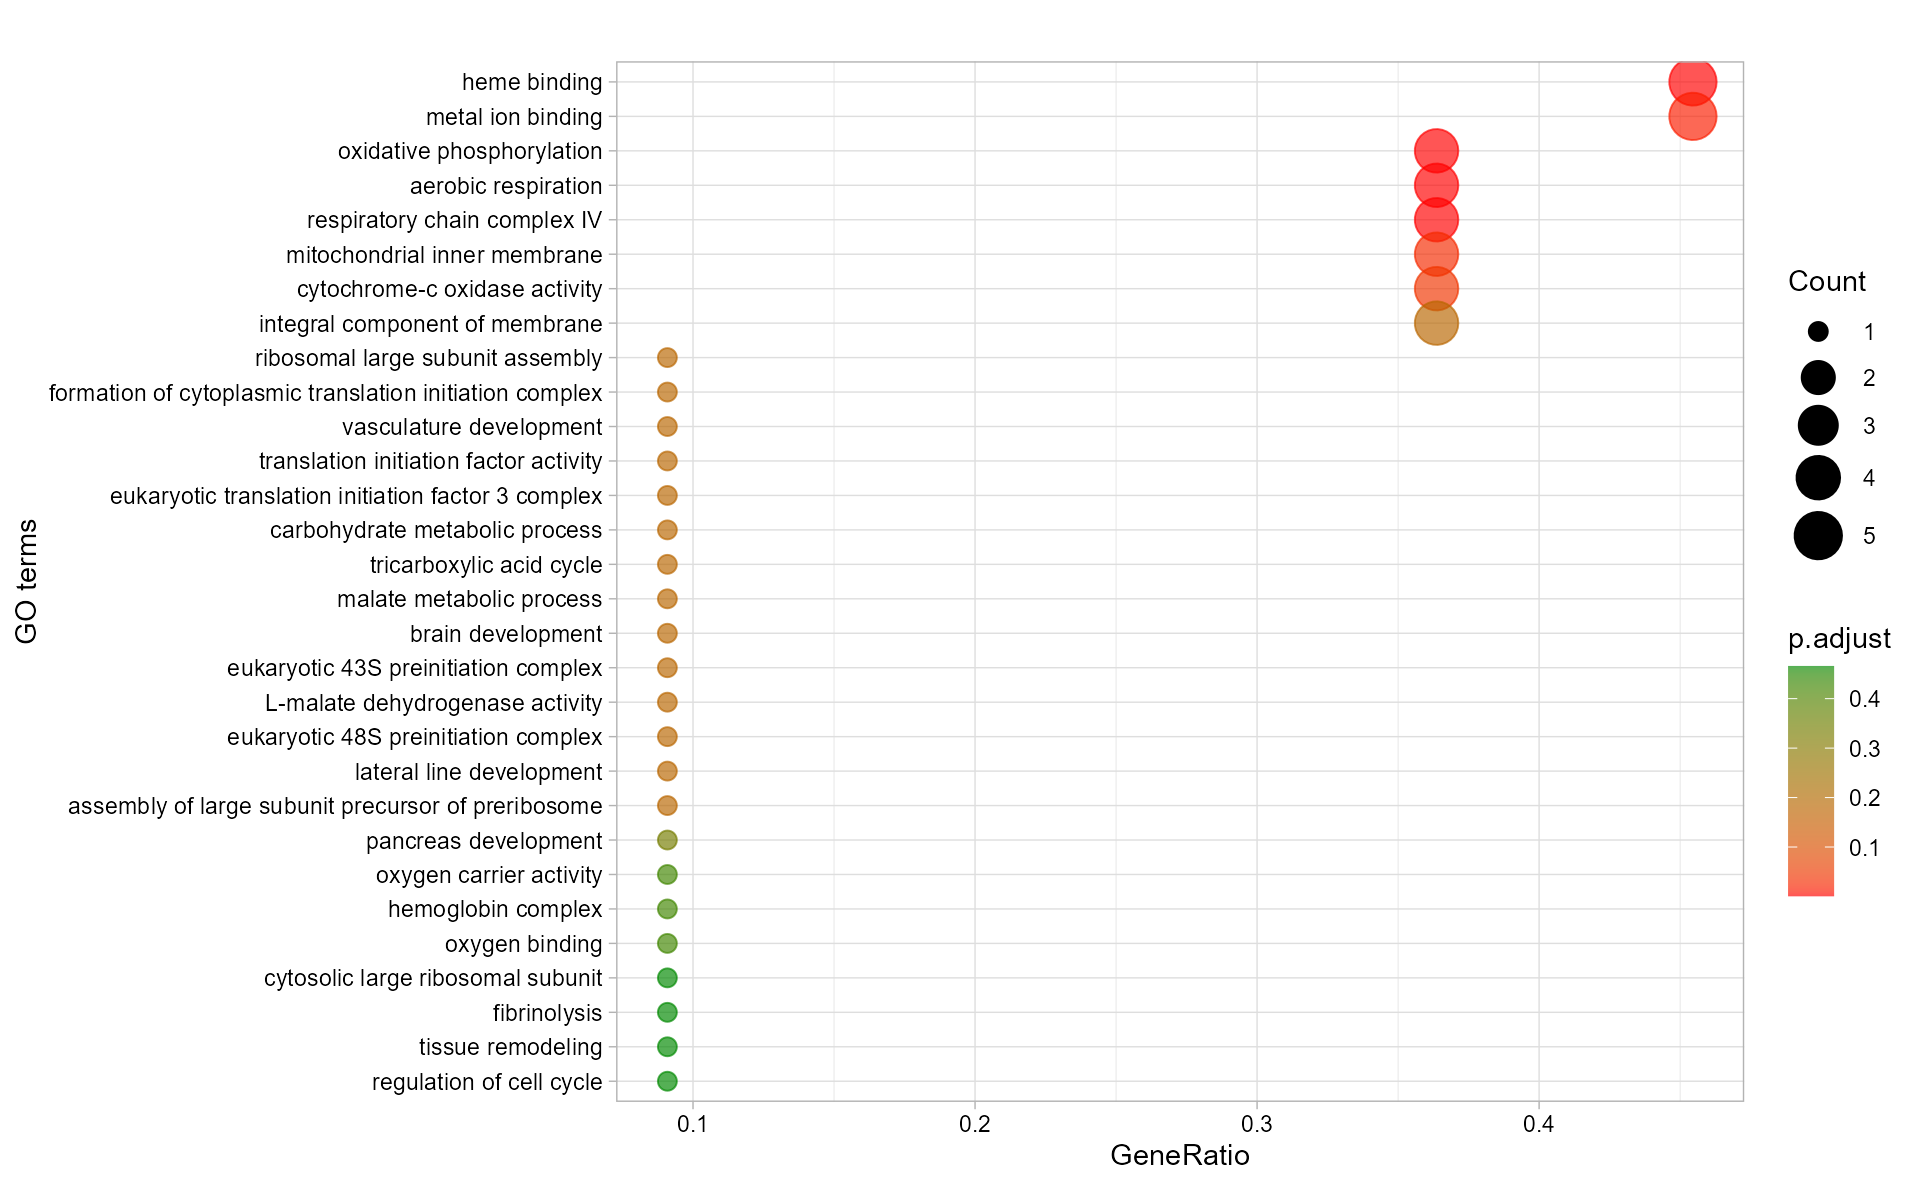 heme binding
metal ion binding
oxidative phosphorylation
aerobic respiration
respiratory chain complex IV
mitochondrial inner membrane
cytochrome-c oxidase activity
integral component of membrane
ribosomal large subunit assembly
formation of cytoplasmic translation initiation complex
vasculature development
translation initiation factor activity
eukaryotic translation initiation factor 3 complex
carbohydrate metabolic process
tricarboxylic acid cycle
malate metabolic process
brain development
eukaryotic 43S preinitiation complex
L-malate dehydrogenase activity
eukaryotic 48S preinitiation complex
lateral line development
assembly of large subunit precursor of preribosome
pancreas development
oxygen carrier activity
hemoglobin complex
oxygen binding
cytosolic large ribosomal subunit
fibrinolysis
tissue remodeling
regulation of cell cycle
GO terms
0.1 0.2 0.3 0.4
GeneRatio
Count
1
2
3
4
5
p.adjust
0.4
0.3
0.2
0.1